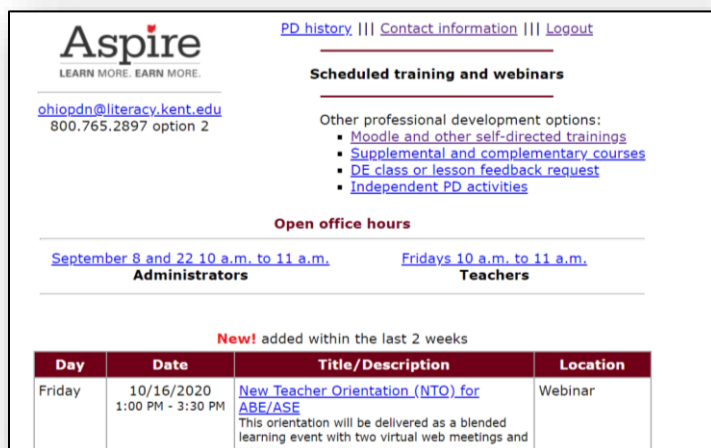 Aspire
LEARN MORE. EARN MORE.
ohiopdn@literacy.kent.edu
800.765.2897 option 2
PD history ||| Contact information ||| Logout
Scheduled training and webinars
Other professional development options:
Moodle and other self-directed trainings
Supplemental and complementary courses
DE class or lesson feedback request
Independent PD activities
Open office hours
September 8 and 22 10 a.m. to 11 a.m.
Administrators
Fridays 10 a.m. to 11 a.m.
Teachers
New! added within the last 2 weeks
Day Date Title/Description Location
Friday 10/16/2020 New Teacher Orientation (NTO) for Webinar
1:00 PM - 3:30 PM ABE/ASE
This orientation will be delivered as a blended
learning event with two virtual web meetings and